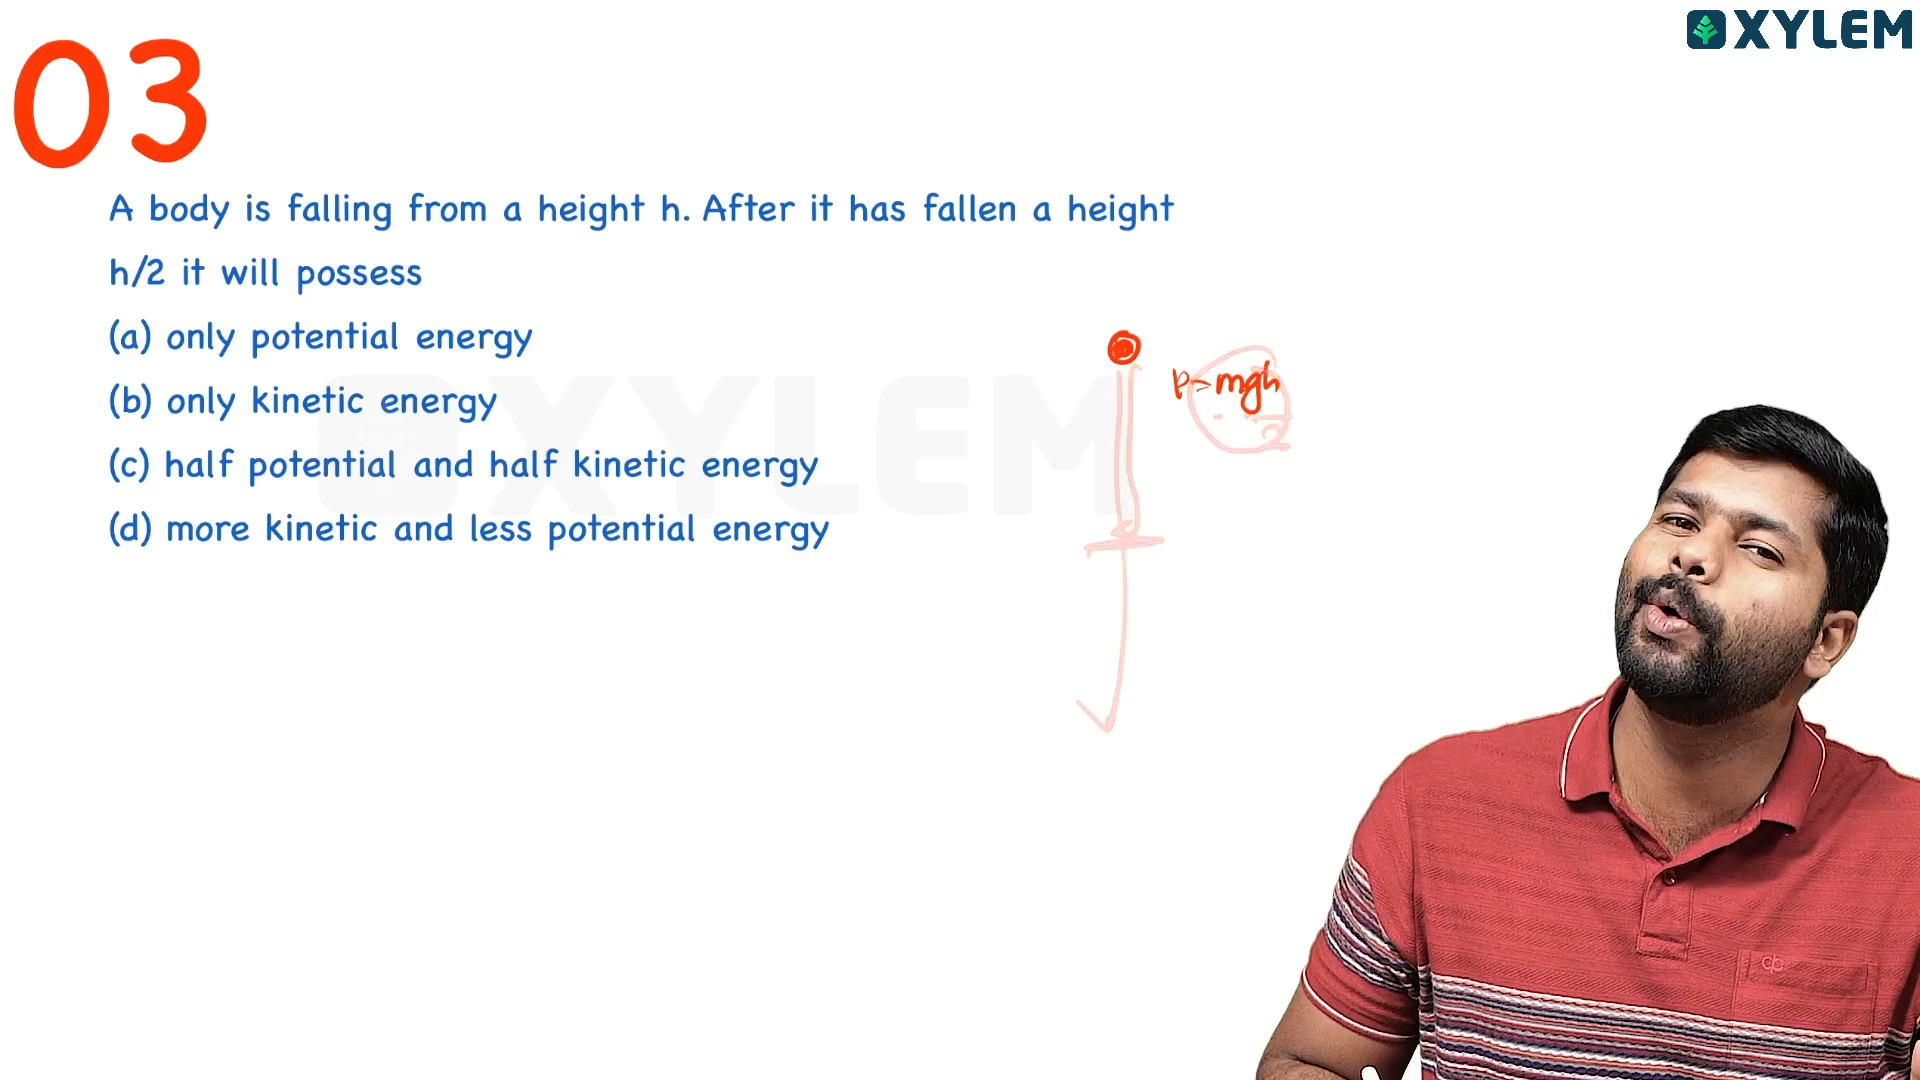 XYLEM
03
A body is falling from a height h. After it has fallen a height
h/2 it will possess
(a) only potential energy
(b) only kinetic energy
(c) half potential and half kinetic energy
(d) more kinetic and less potential energy
P = mgh
XYLEM